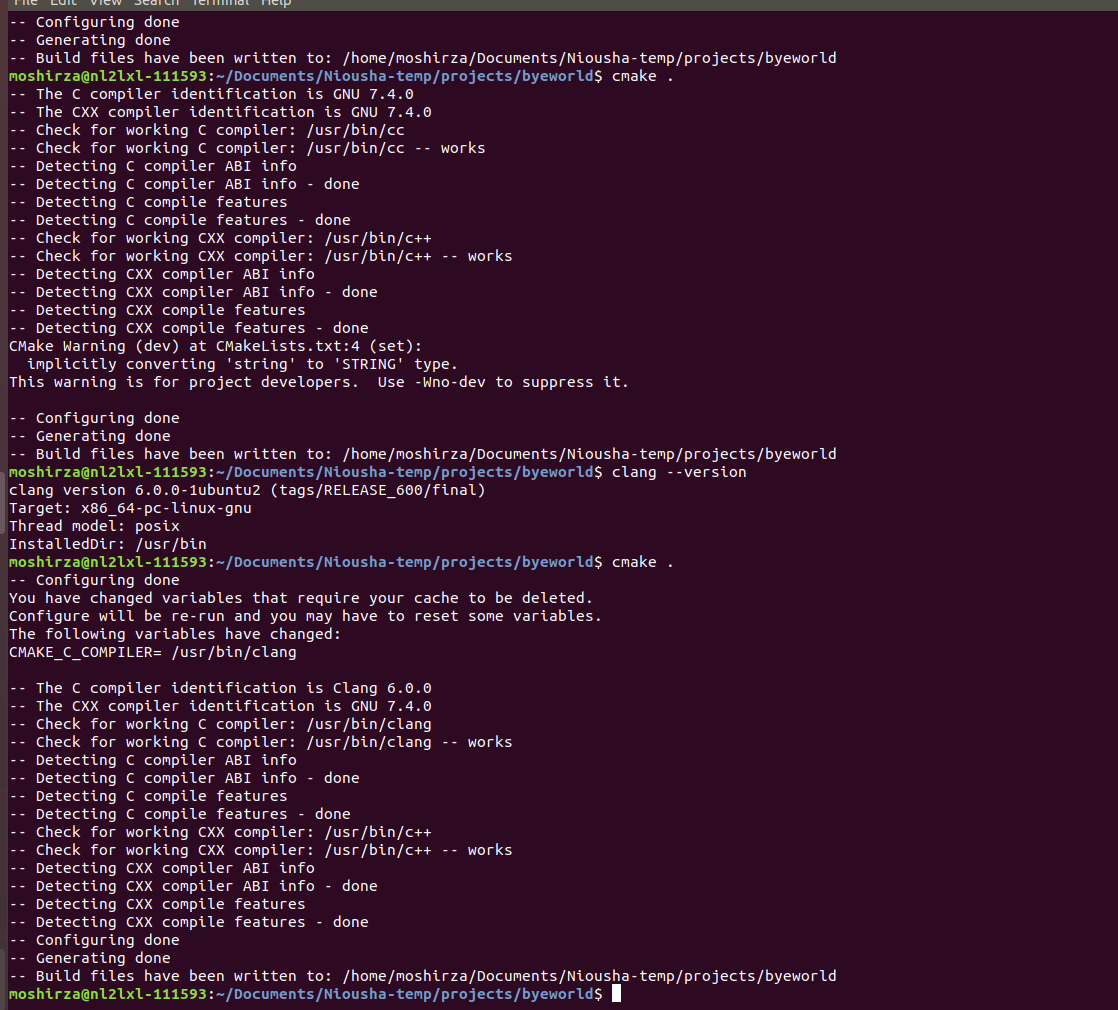 File Edit View Search Terminal Help
-- Configuring done
-- Generating done
-- Build files have been written to: /home/moshirza/Documents/Niousha-temp/projects/byeworld
moshirza@nl2lxl-111593:~/Documents/Niousha-temp/projects/byeworld$ cmake .
-- The C compiler identification is GNU 7.4.0
-- The CXX compiler identification is GNU 7.4.0
-- Check for working C compiler: /usr/bin/cc
-- Check for working C compiler: /usr/bin/cc -- works
-- Detecting C compiler ABI info
-- Detecting C compiler ABI info - done
-- Detecting C compile features
-- Detecting C compile features - done
-- Check for working CXX compiler: /usr/bin/c++
-- Check for working CXX compiler: /usr/bin/c++ -- works
-- Detecting CXX compiler ABI info
-- Detecting CXX compiler ABI info - done
-- Detecting CXX compile features
-- Detecting CXX compile features - done
CMake Warning (dev) at CMakeLists.txt:4 (set):
  implicitly converting 'string' to 'STRING' type.
This warning is for project developers.  Use -Wno-dev to suppress it.

-- Configuring done
-- Generating done
-- Build files have been written to: /home/moshirza/Documents/Niousha-temp/projects/byeworld
moshirza@nl2lxl-111593:~/Documents/Niousha-temp/projects/byeworld$ clang --version
clang version 6.0.0-1ubuntu2 (tags/RELEASE_600/final)
Target: x86_64-pc-linux-gnu
Thread model: posix
InstalledDir: /usr/bin
moshirza@nl2lxl-111593:~/Documents/Niousha-temp/projects/byeworld$ cmake .
-- Configuring done
You have changed variables that require your cache to be deleted.
Configure will be re-run and you may have to reset some variables.
The following variables have changed:
CMAKE_C_COMPILER= /usr/bin/clang

-- The C compiler identification is Clang 6.0.0
-- The CXX compiler identification is GNU 7.4.0
-- Check for working C compiler: /usr/bin/clang
-- Check for working C compiler: /usr/bin/clang -- works
-- Detecting C compiler ABI info
-- Detecting C compiler ABI info - done
-- Detecting C compile features
-- Detecting C compile features - done
-- Check for working CXX compiler: /usr/bin/c++
-- Check for working CXX compiler: /usr/bin/c++ -- works
-- Detecting CXX compiler ABI info
-- Detecting CXX compiler ABI info - done
-- Detecting CXX compile features
-- Detecting CXX compile features - done
-- Configuring done
-- Generating done
-- Build files have been written to: /home/moshirza/Documents/Niousha-temp/projects/byeworld
moshirza@nl2lxl-111593:~/Documents/Niousha-temp/projects/byeworld$